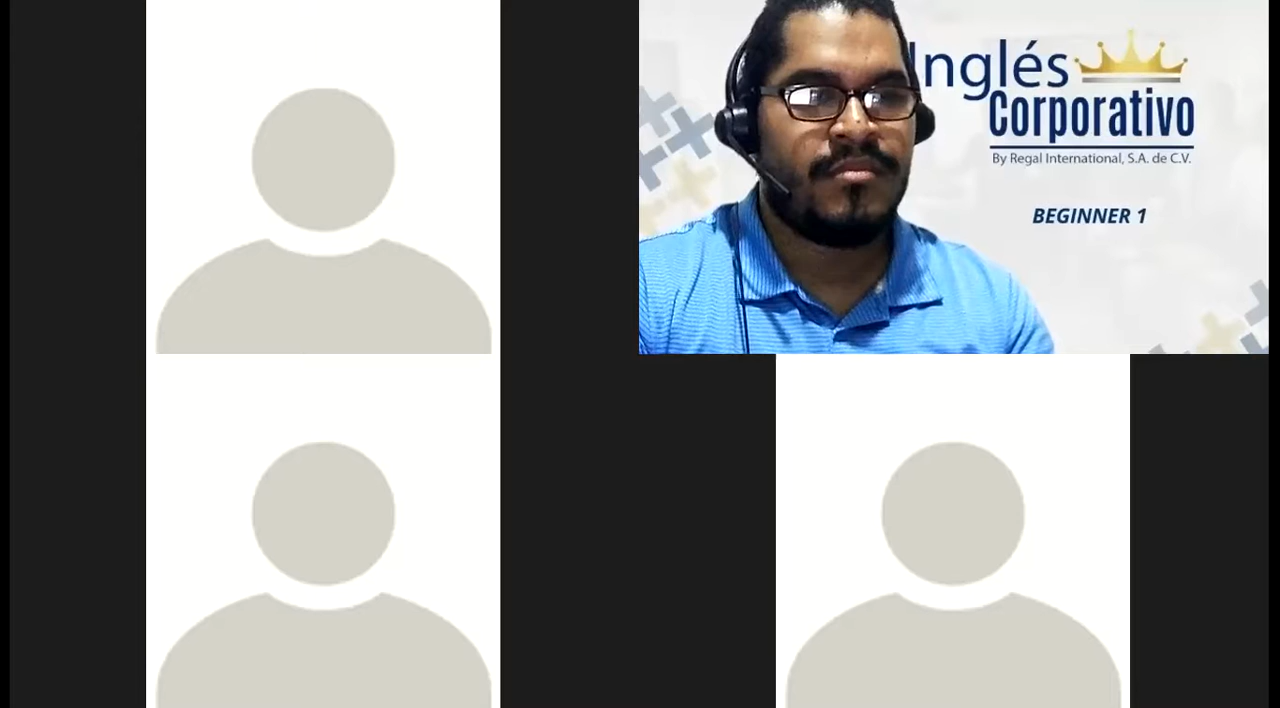 Inglés
Corporativo
By Regal International, S.A. de C.V.
BEGINNER 1